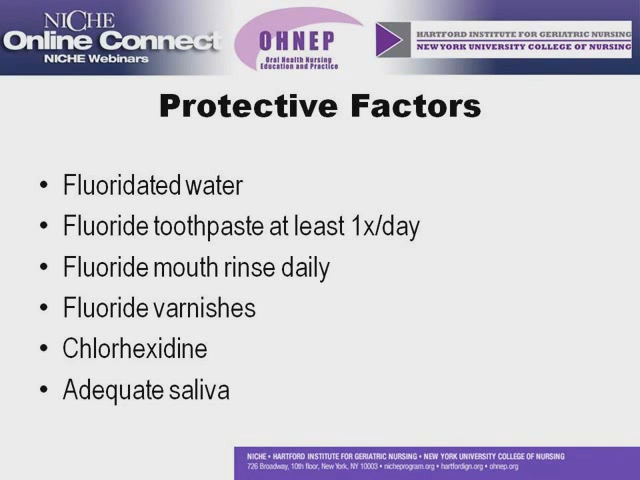 NICHE
Online Connect
NICHE Webinars
OHNEP
Oral Health Nursing
Education and Practice
HARTFORD INSTITUTE FOR GERIATRIC NURSING
NEW YORK UNIVERSITY COLLEGE OF NURSING
Protective Factors
• Fluoridated water
• Fluoride toothpaste at least 1x/day
• Fluoride mouth rinse daily
• Fluoride varnishes
• Chlorhexidine
• Adequate saliva
NICHE • HARTFORD INSTITUTE FOR GERIATRIC NURSING • NEW YORK UNIVERSITY COLLEGE OF NURSING
726 Broadway, 10th floor, New York, NY 10003 • nicheprogram.org • hartfordign.org • ohnep.org